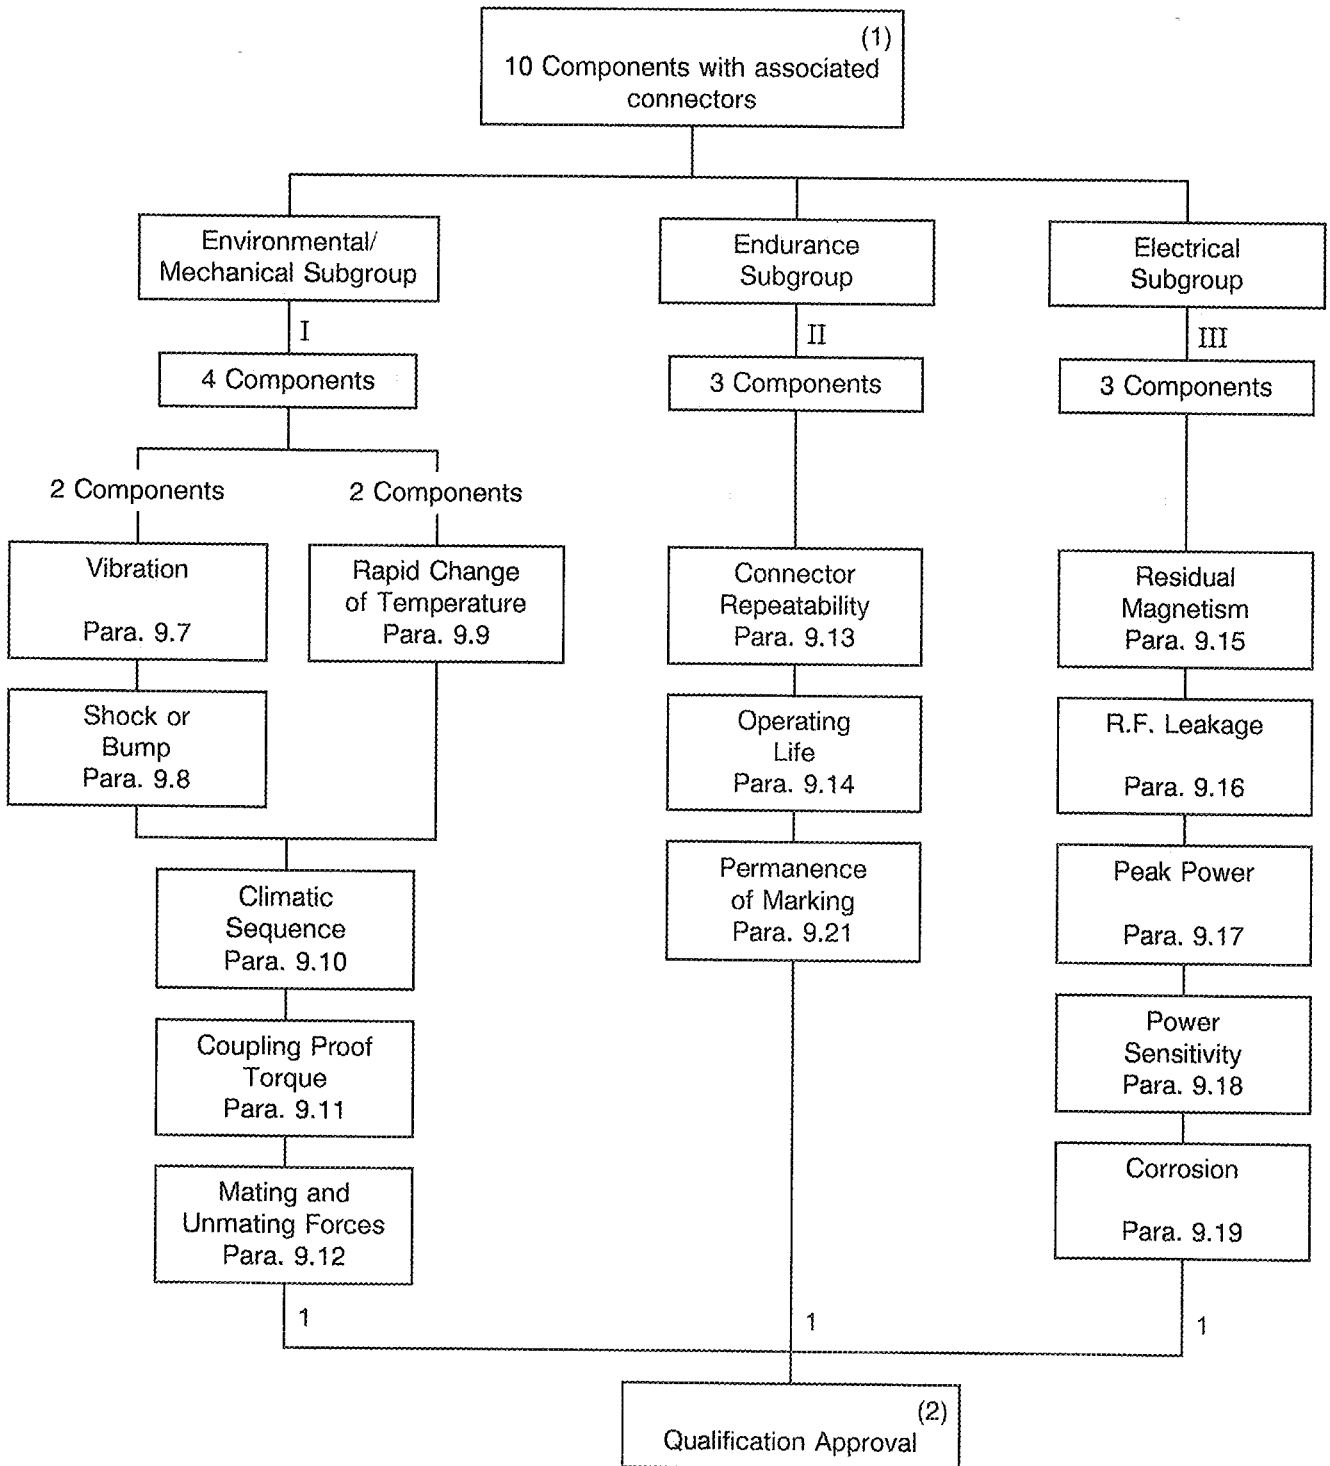 (1)
10 Components with associated
connectors
Environmental/
Mechanical Subgroup
I
4 Components
2 Components
2 Components
Vibration
Para. 9.7
Shock or
Bump
Para. 9.8
Rapid Change
of Temperature
Para. 9.9
Climatic
Sequence
Para. 9.10
Coupling Proof
Torque
Para. 9.11
Mating and
Unmating Forces
Para. 9.12
1
Endurance
Subgroup
II
3 Components
Connector
Repeatability
Para. 9.13
Operating
Life
Para. 9.14
Permanence
of Marking
Para. 9.21
1
Electrical
Subgroup
III
3 Components
Residual
Magnetism
Para. 9.15
R.F. Leakage
Para. 9.16
Peak Power
Para. 9.17
Power
Sensitivity
Para. 9.18
Corrosion
Para. 9.19
1
(2)
Qualification Approval